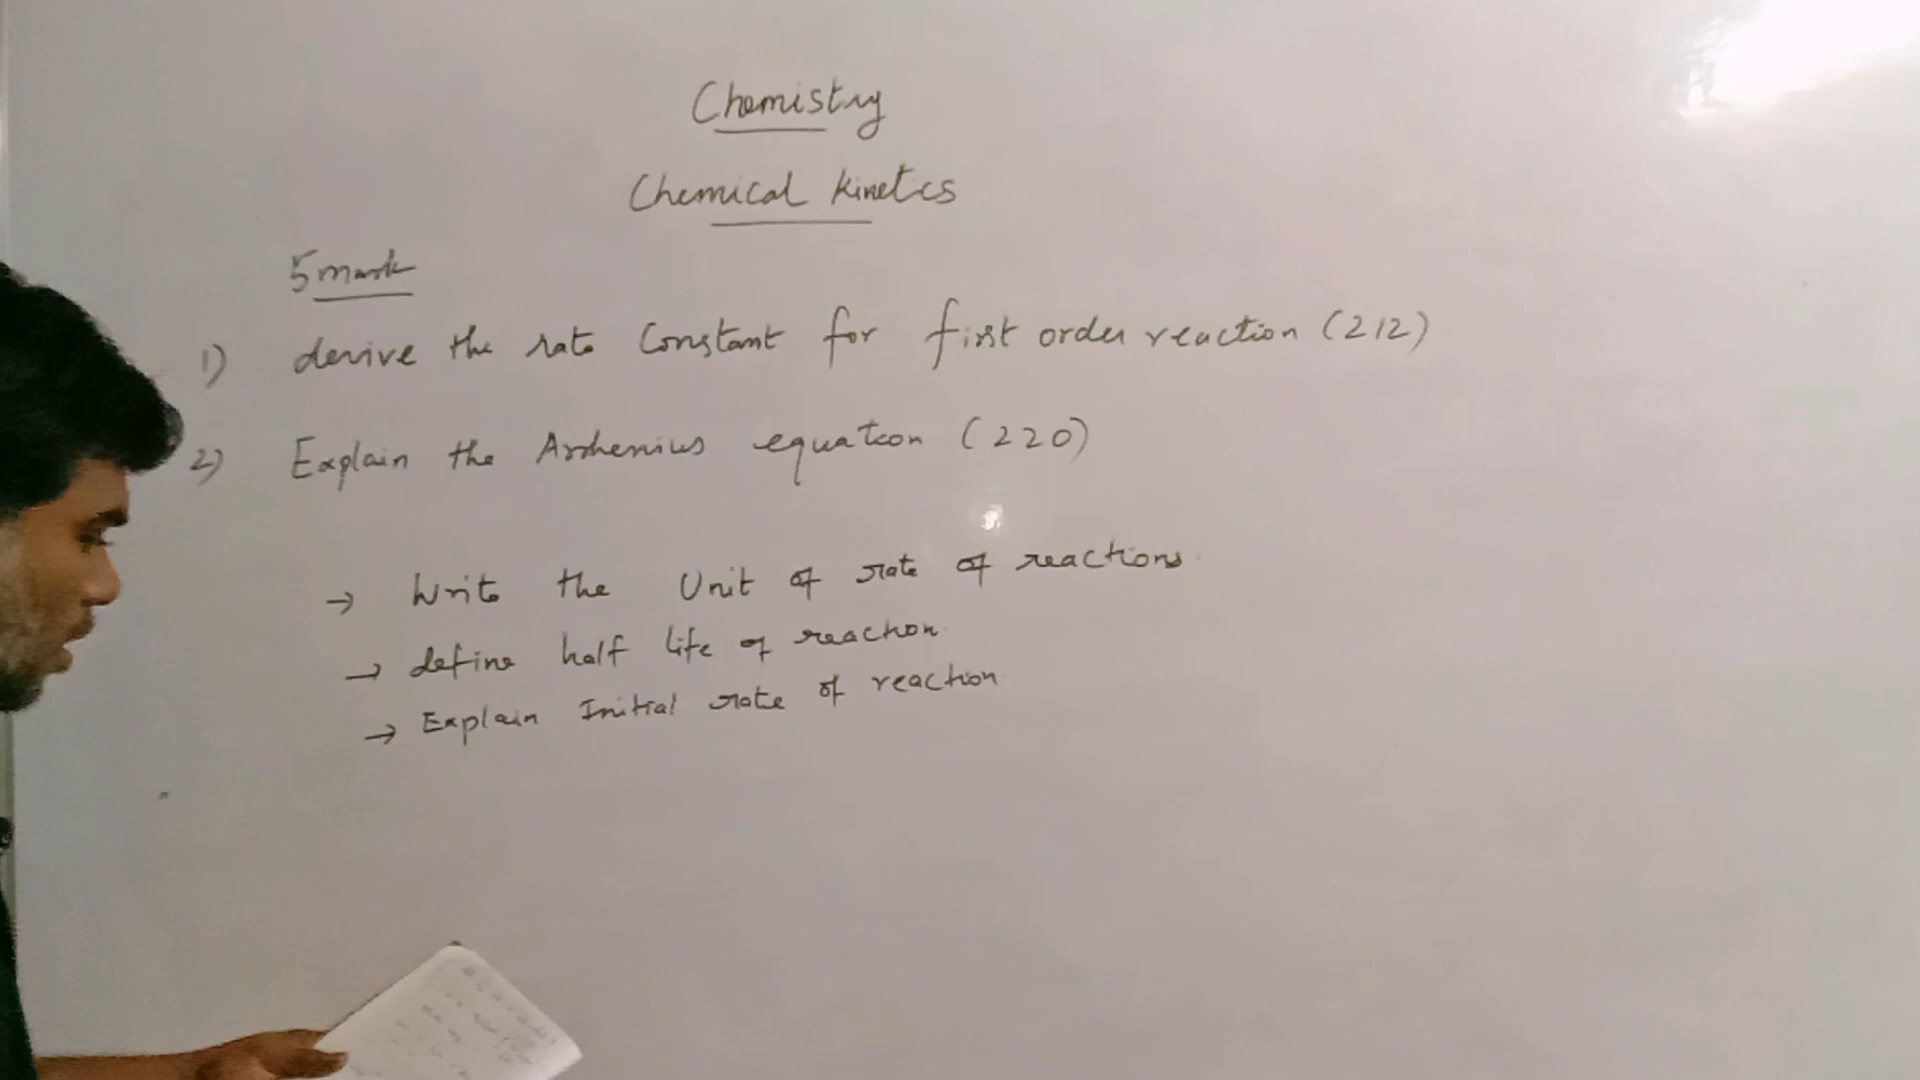 Chemistry
Chemical kinetics
5 mark
1) derive the rate Constant for first order reaction (212)
2) Explain the Arrhenius equation (220)
→ Write the Unit of rate of reactions.
→ define half life of reaction
→ Explain Initial rate of reaction